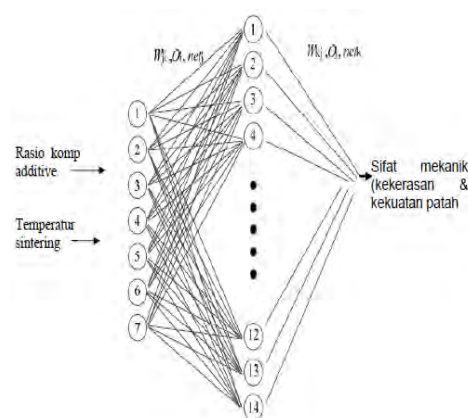 Wji,Oi,netj
Wkj,Oj,netk
1
2
3
4
12
13
14
1
2
3
4
5
6
7
Rasio komp
additive
Temperatur
sintering
Sifat mekanik
(kekerasan &
kekuatan patah